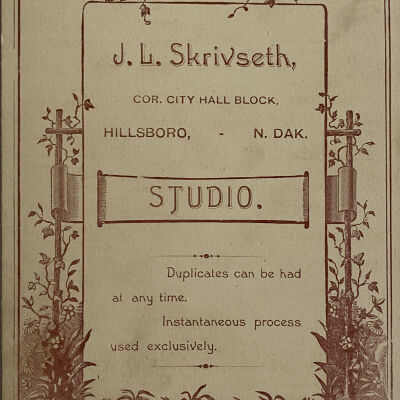 J. L. Skrivseth,
COR. CITY HALL BLOCK,
HILLSBORO, - N. DAK.
STUDIO.
Duplicates can be had
at any time.
Instantaneous process
used exclusively.